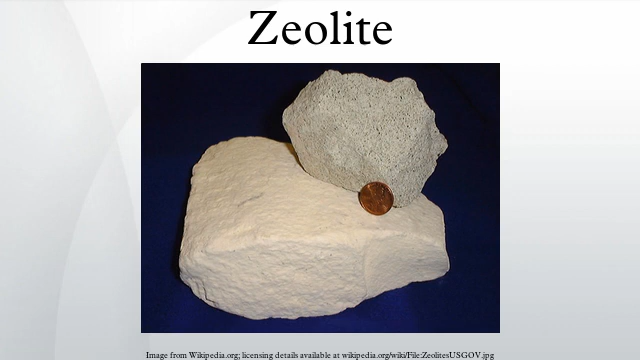 Zeolite
Image from Wikipedia.org; licensing details available at wikipedia.org/wiki/File:ZeolitesUSGOV.jpg